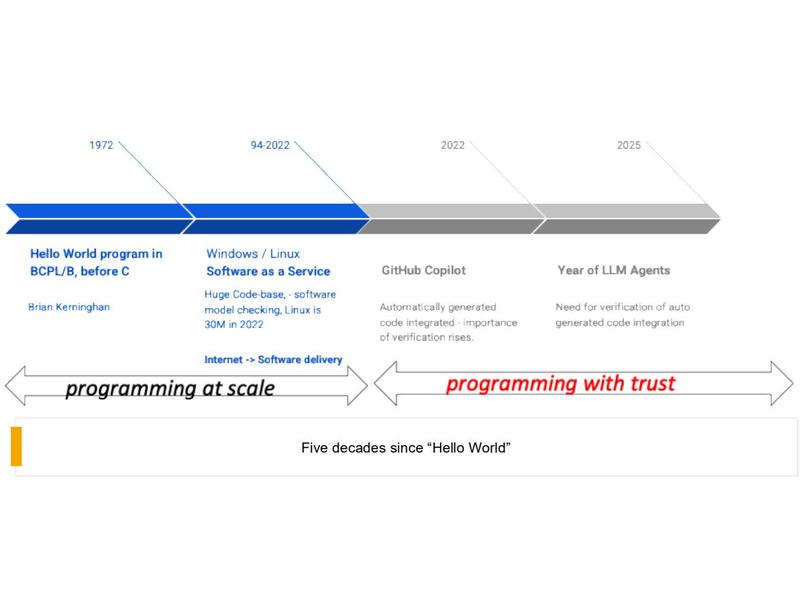 1972
94-2022
2022
2025
Hello World program in
BCPL/B, before C
Brian Kerninghan
Windows / Linux
Software as a Service
Huge Code-base, - software
model checking, Linux is
30M in 2022
Internet -> Software delivery
GitHub Copilot
Automatically generated
code integrated - importance
of verification rises.
Year of LLM Agents
Need for verification of auto
generated code integration
programming at scale
programming with trust
Five decades since “Hello World”